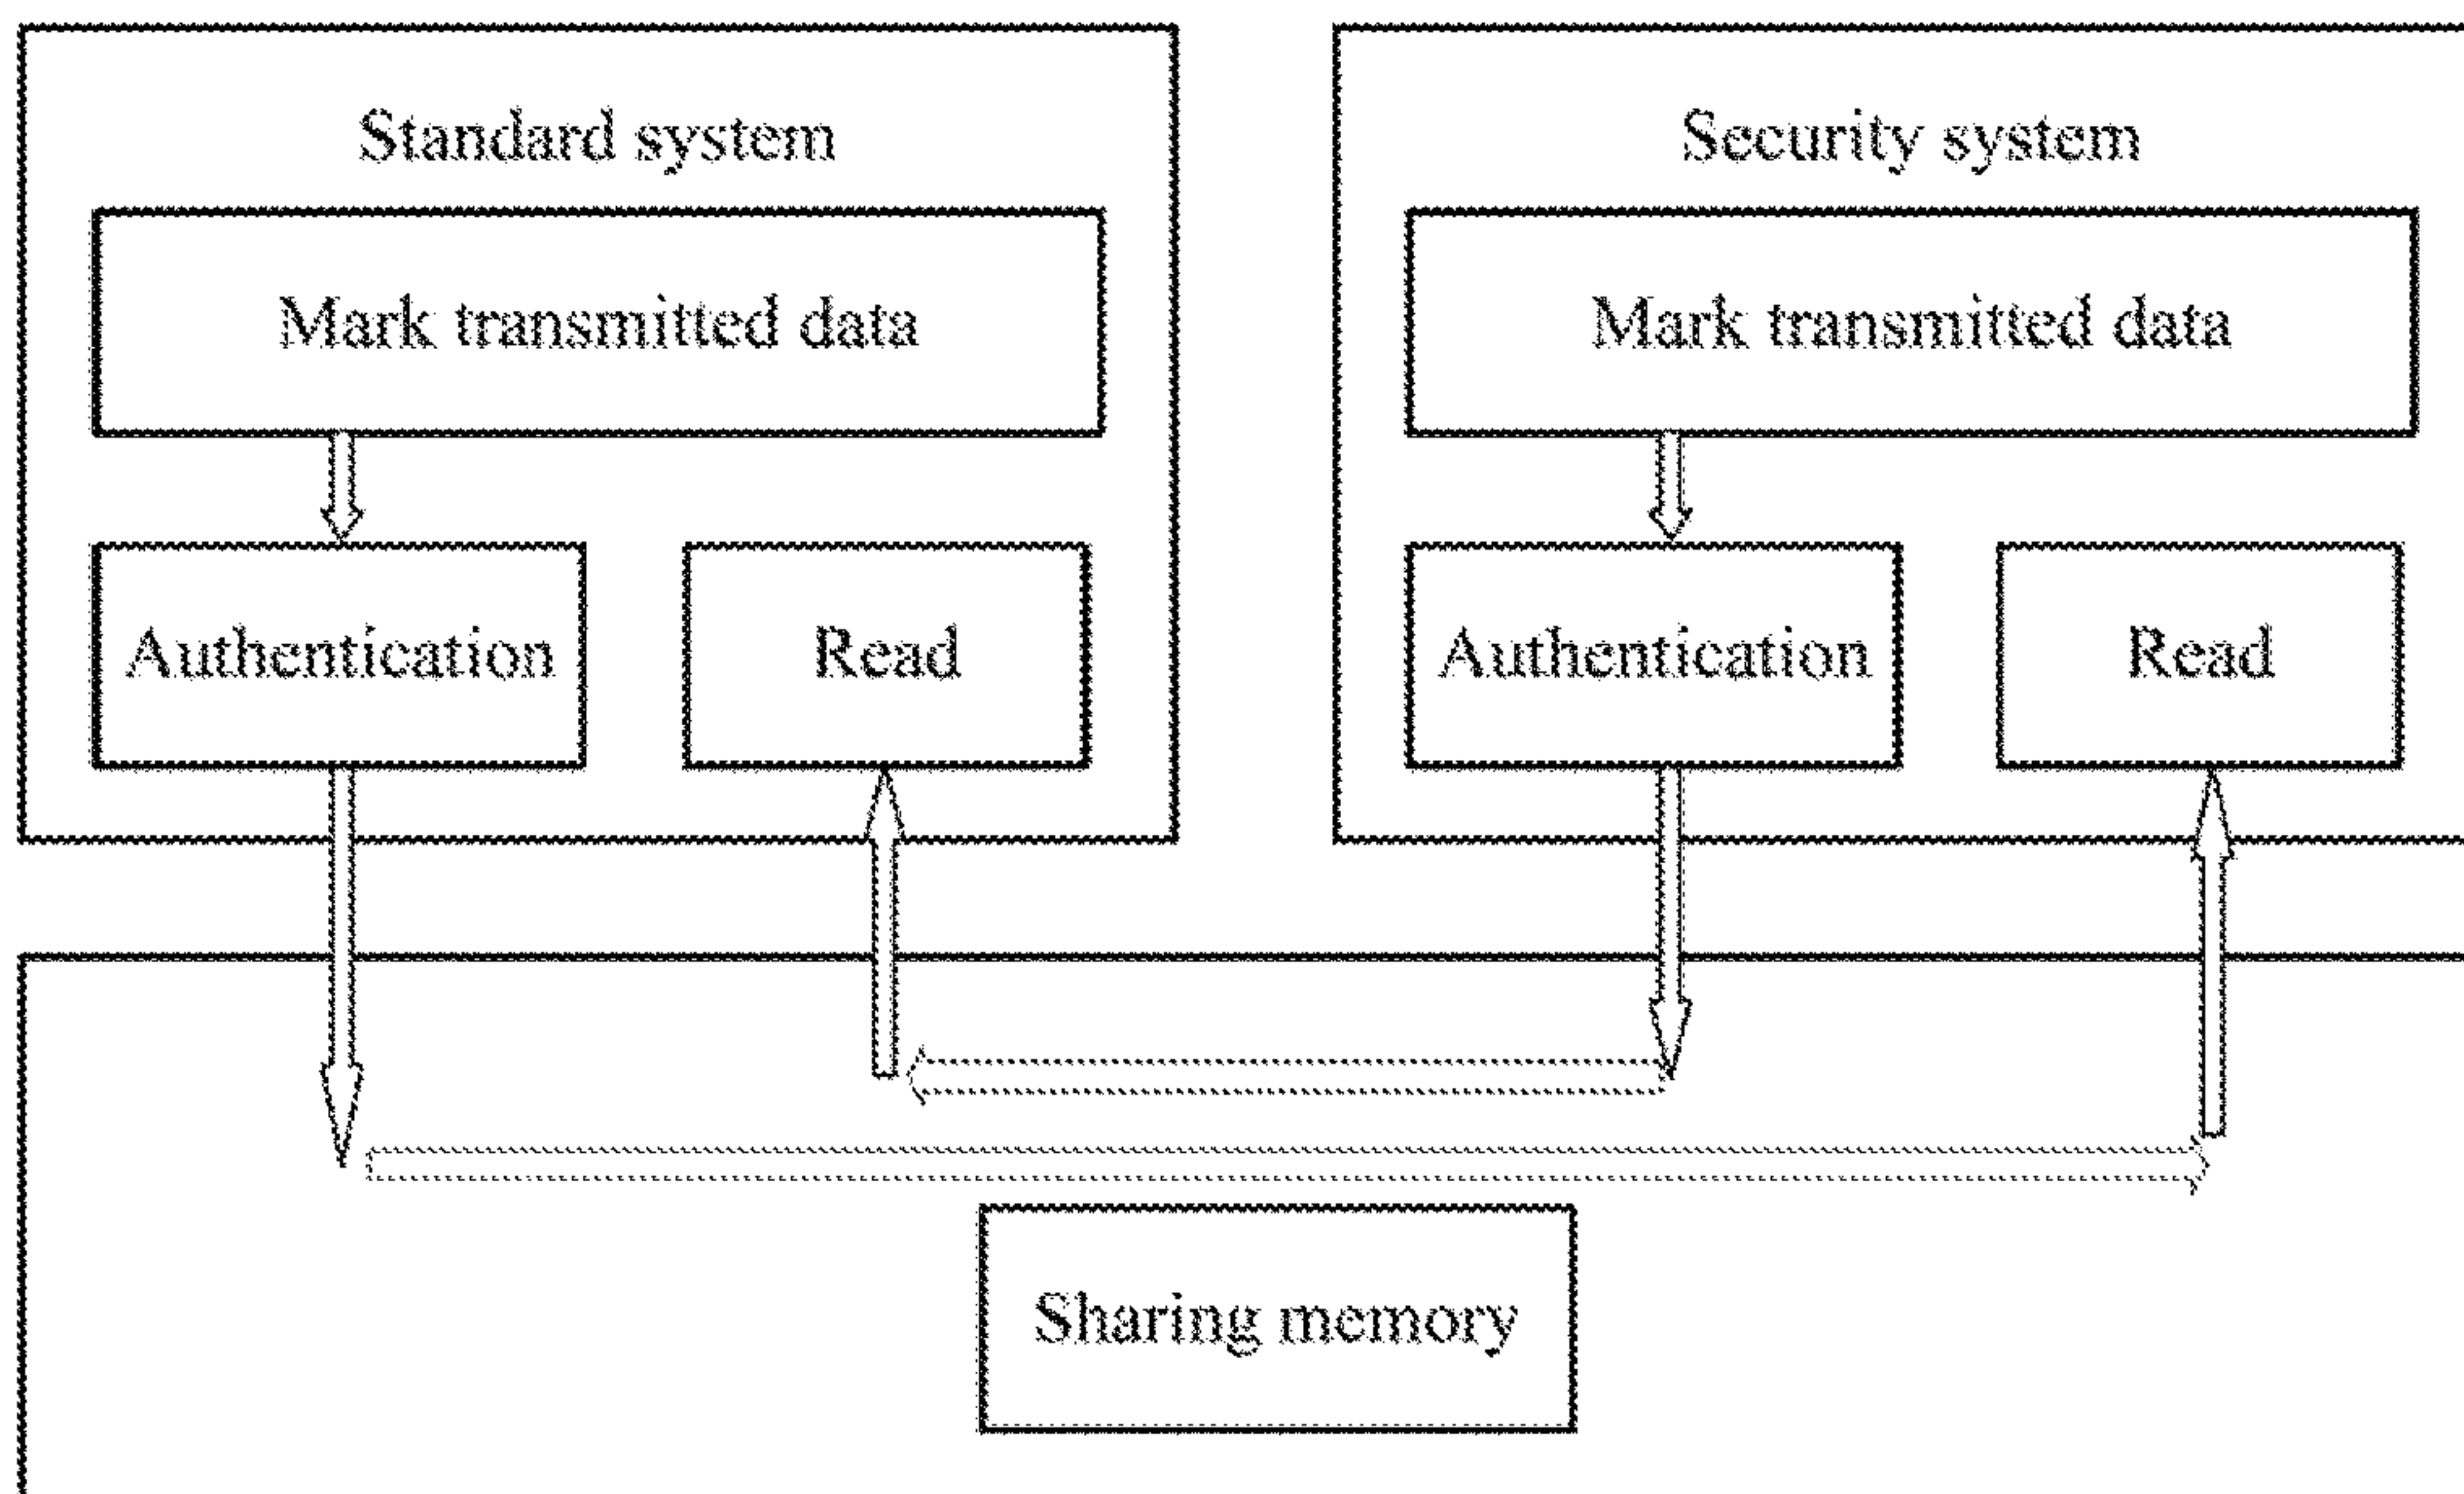 Standard system
Mark transmitted data
Authentication
Read
Security system
Mark transmitted data
Authentication
Read
Sharing memory